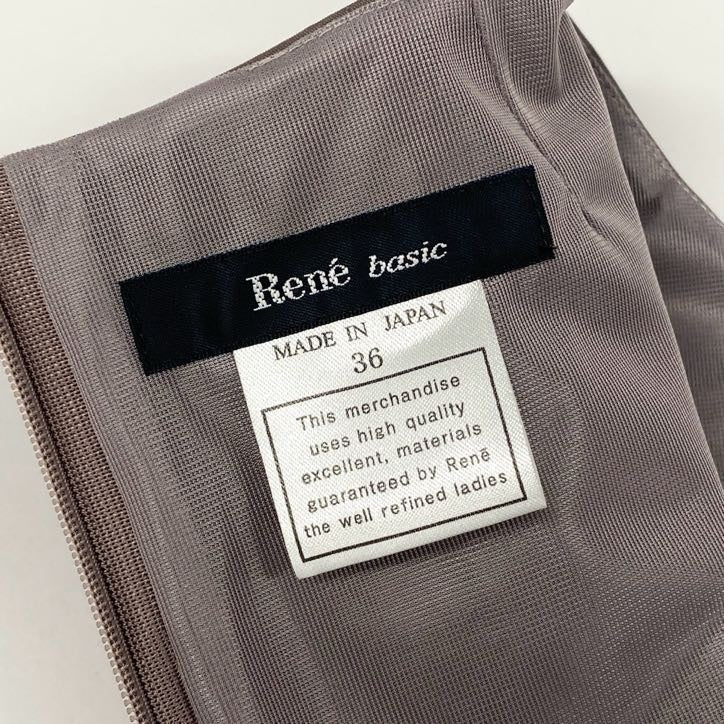 René basic
MADE IN JAPAN
36
This merchandise
uses high quality
excellent, materials
guaranteed by René
the well refined ladies